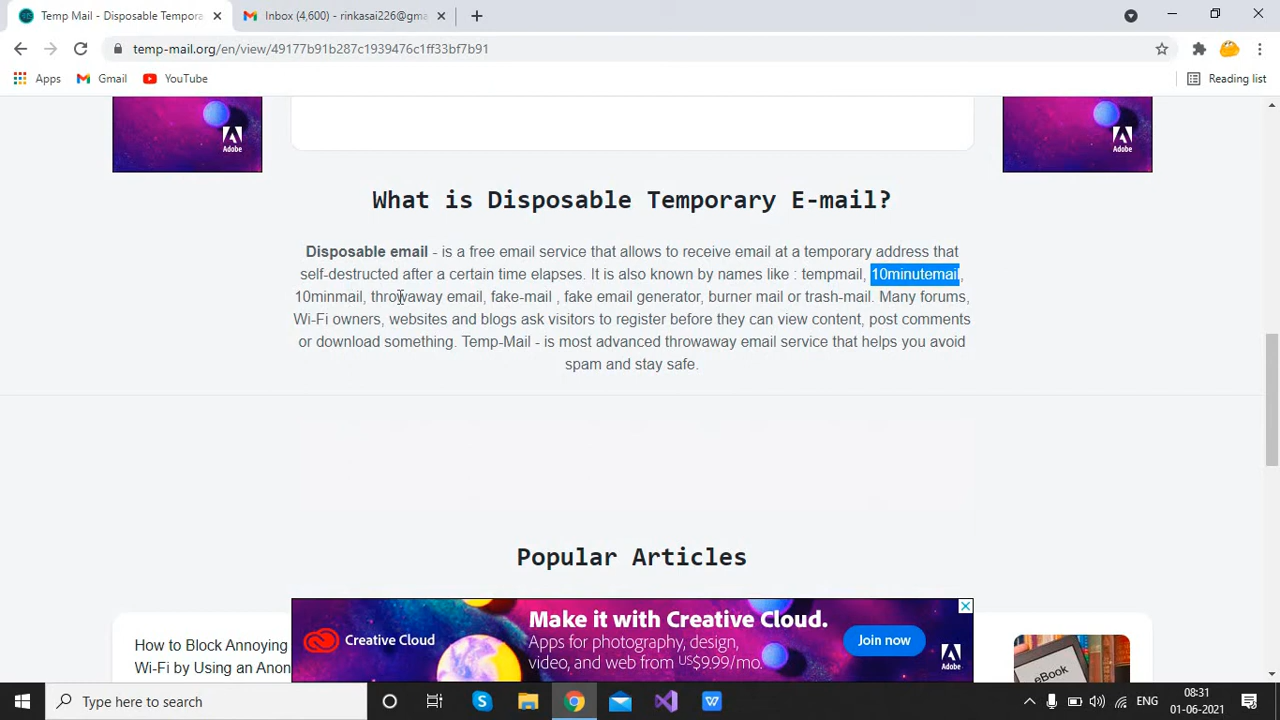 Temp Mail - Disposable Tempora
Inbox (4,600) - rinkasai226@gma
temp-mail.org/en/view/49177b91b287c1939476c1ff33bf7b91
Apps
Gmail
YouTube
Reading list
Adobe
Adobe
What is Disposable Temporary E-mail?
Disposable email - is a free email service that allows to receive email at a temporary address that
self-destructed after a certain time elapses. It is also known by names like : tempmail, 10minutemail,
10minmail, throwaway email, fake-mail , fake email generator, burner mail or trash-mail. Many forums,
Wi-Fi owners, websites and blogs ask visitors to register before they can view content, post comments
or download something. Temp-Mail - is most advanced throwaway email service that helps you avoid
spam and stay safe.
Popular Articles
How to Block Annoying
Wi-Fi by Using an Anon
Creative Cloud
Make it with Creative Cloud.
Apps for photography, design,
video, and web from US$9.99/mo.
Join now
Adobe
eBook
Type here to search
ENG
08:31
01-06-2021